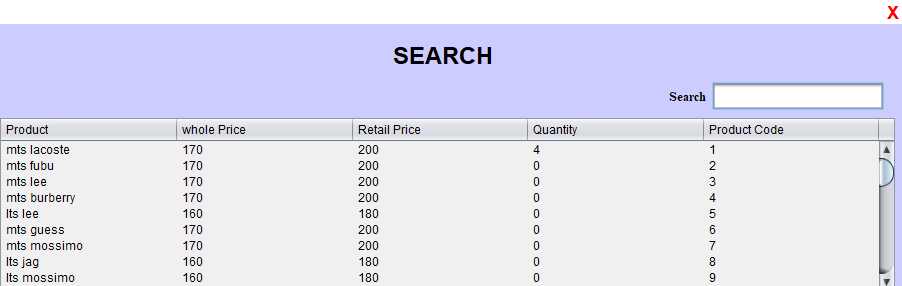 X
SEARCH
Search
Product whole Price Retail Price Quantity Product Code
mts lacoste 170 200 4 1
mts fubu 170 200 0 2
mts lee 170 200 0 3
mts burberry 170 200 0 4
lts lee 160 180 0 5
mts guess 170 200 0 6
mts mossimo 170 200 0 7
lts jag 160 180 0 8
lts mossimo 160 180 0 9